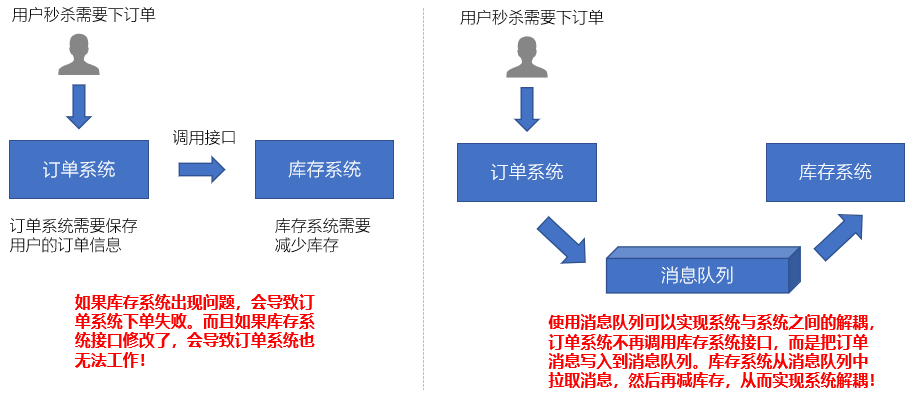 用户秒杀需要下订单
调用接口
订单系统
库存系统
订单系统需要保存
用户的订单信息
库存系统需要
减少库存
如果库存系统出现问题，会导致订
单系统下单失败。而且如果库存系
统接口修改了，会导致订单系统也
无法工作！
用户秒杀需要下订单
订单系统
库存系统
消息队列
使用消息队列可以实现系统与系统之间的解耦，
订单系统不再调用库存系统接口，而是把订单
消息写入到消息队列。库存系统从消息队列中
拉取消息，然后再减库存，从而实现系统解耦！